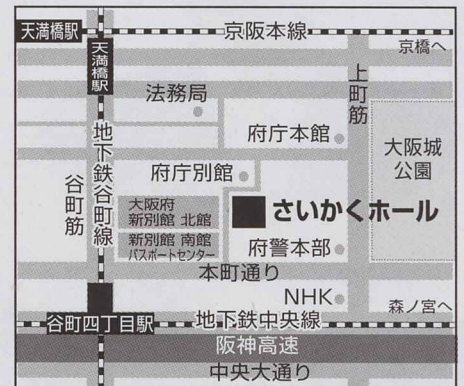 天満橋駅
京阪本線
京橋へ
天満橋駅
上町筋
法務局
府庁本館
大阪城
公園
地下鉄谷町線
谷町筋
府庁別館
大阪府
新別館 北館
新別館 南館
パスポートセンター
さいかくホール
府警本部
本町通り
NHK
森ノ宮へ
谷町四丁目駅
地下鉄中央線
阪神高速
中央大通り